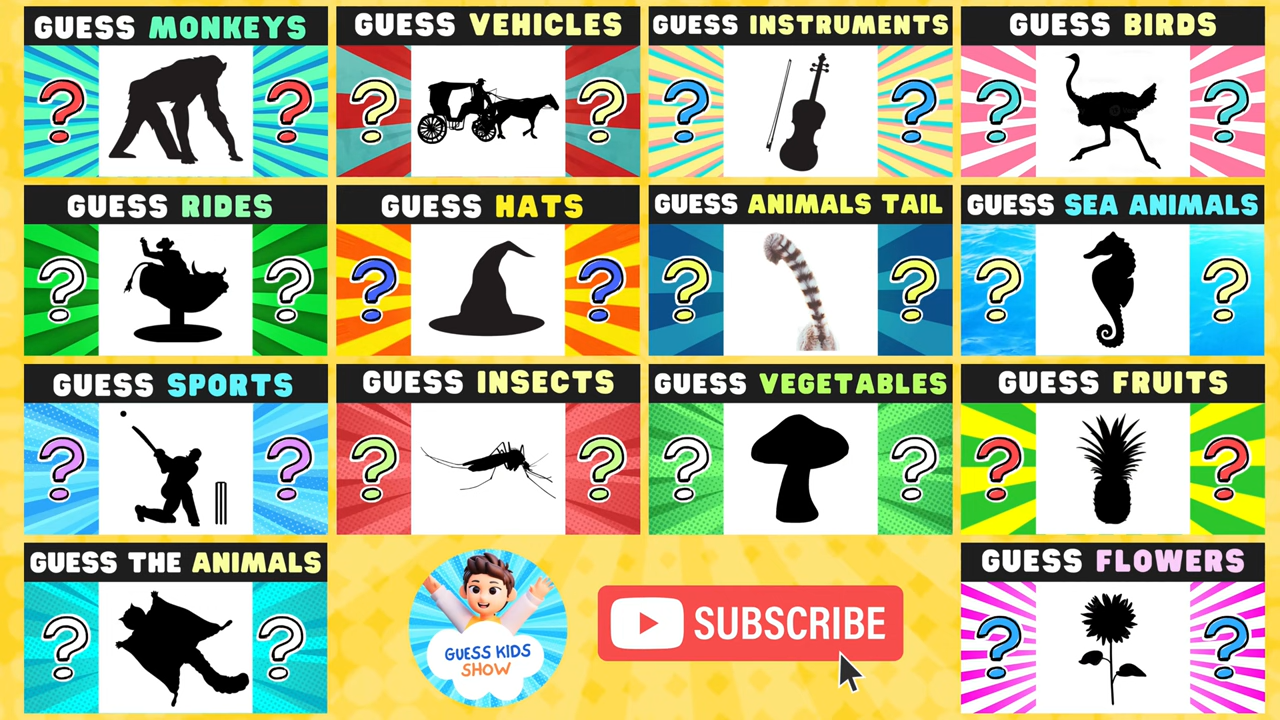 GUESS MONKEYS
GUESS VEHICLES
GUESS INSTRUMENTS
GUESS BIRDS
GUESS RIDES
GUESS HATS
GUESS ANIMALS TAIL
GUESS SEA ANIMALS
GUESS SPORTS
GUESS INSECTS
GUESS VEGETABLES
GUESS FRUITS
GUESS THE ANIMALS
GUESS KIDS
SHOW
SUBSCRIBE
GUESS FLOWERS